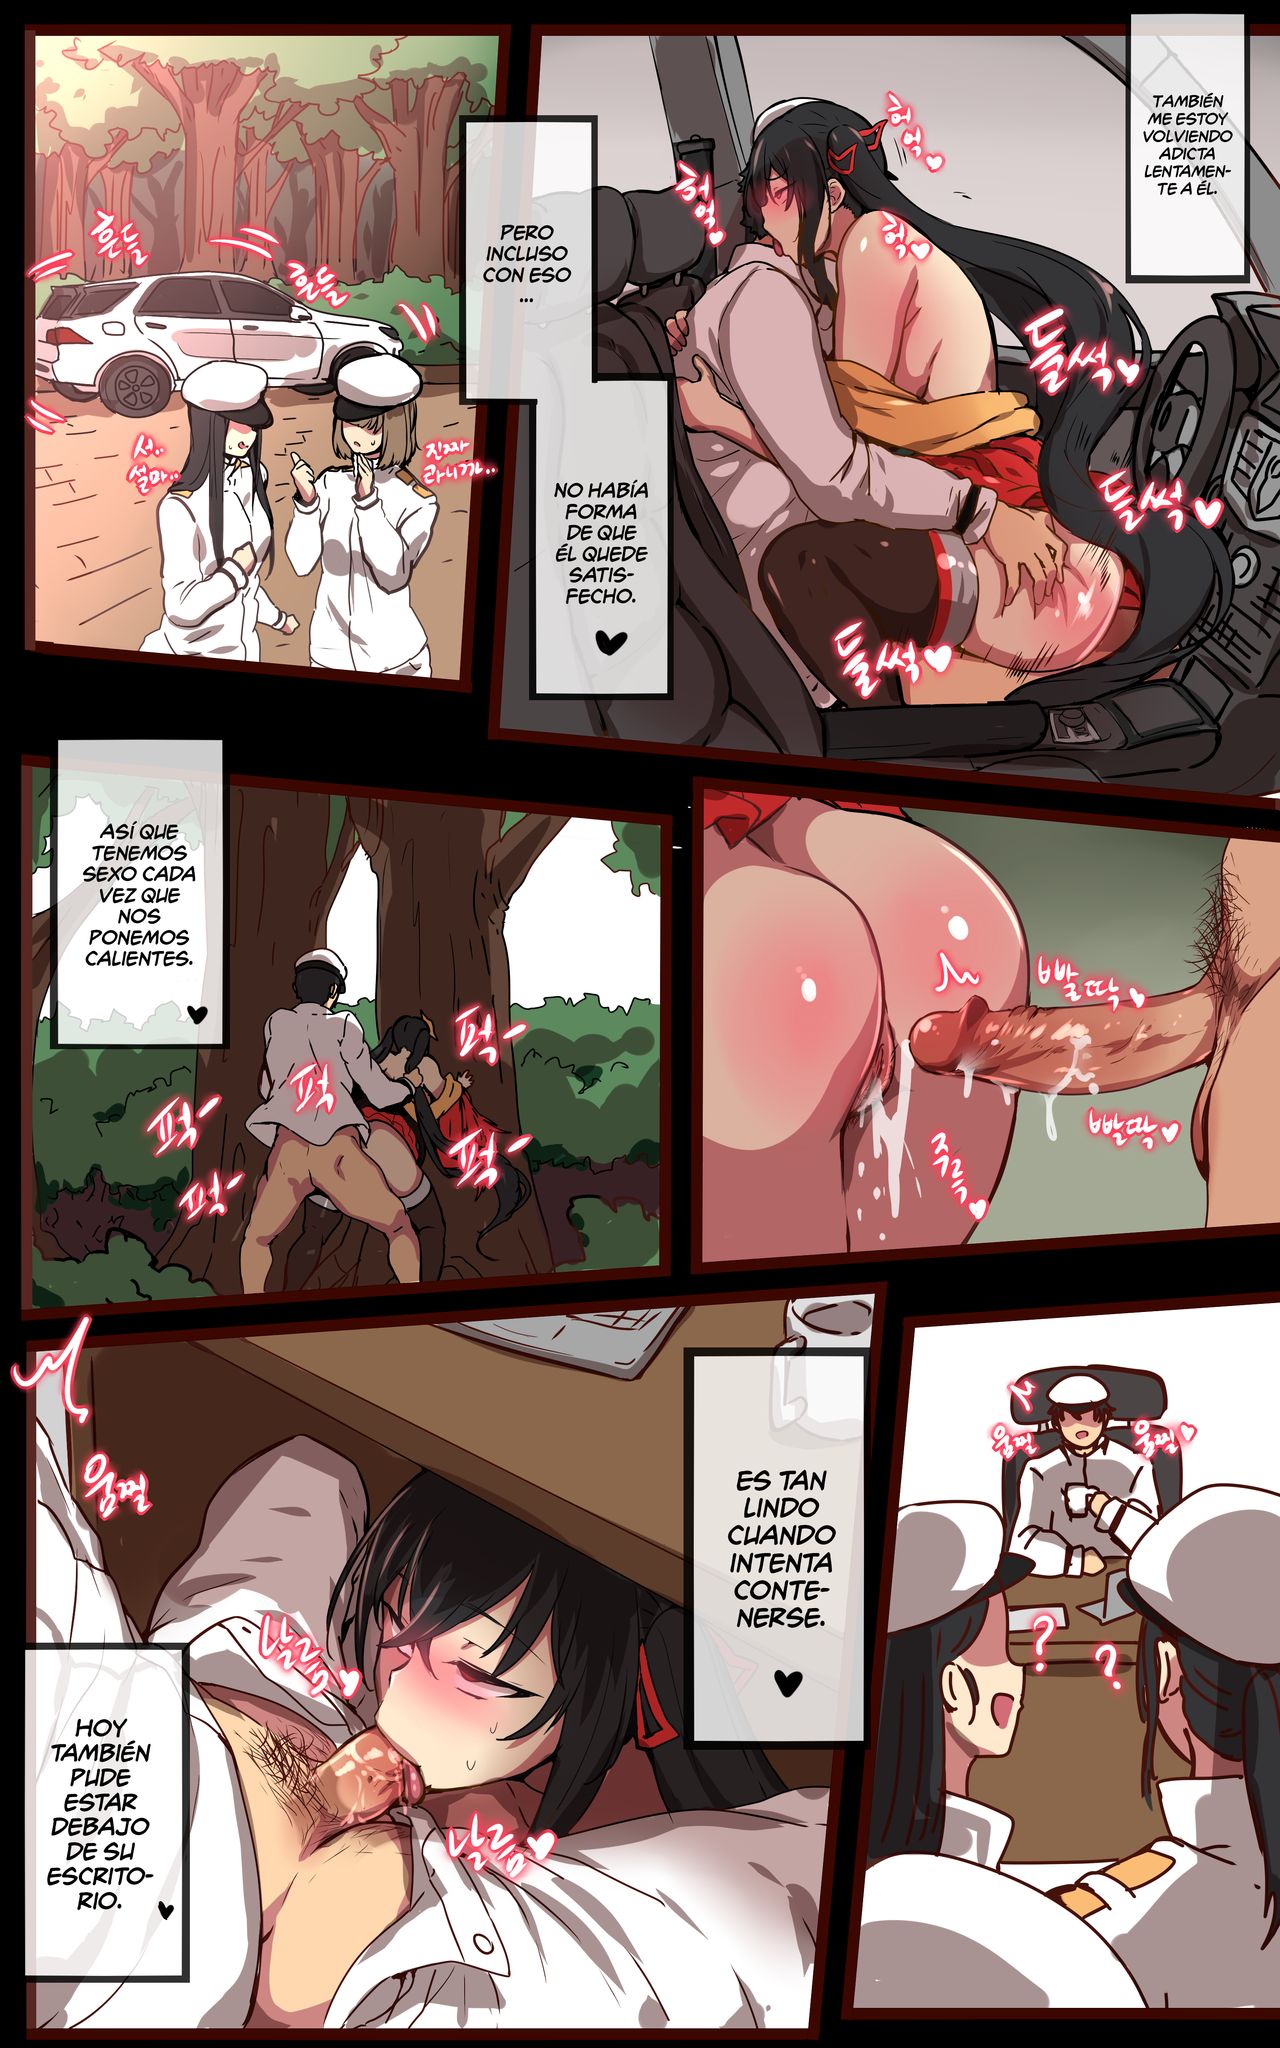 TAMBIÉN
ME ESTOY
VOLVIENDO
ADICTA
LENTAMEN-
TE A ÉL.
헉
헉♥
헉♥
헐
헐♥
흔들
흔들
PERO
INCLUSO
CON ESO
...
들썩♥
들썩♥
들썩♥
서..
설마..
진짜
라니까..
NO HABÍA
FORMA
DE QUE
ÉL QUEDE
SATIS-
FECHO.
♥
ASÍ QUE
TENEMOS
SEXO CADA
VEZ QUE
NOS
PONEMOS
CALIENTES.
♥
퍽-
퍽-
퍽
퍽-
퍽-
빨딱♥
빨딱♥
주륵♥
움찔
움찔
움찔♥
ES TAN
LINDO
CUANDO
INTENTA
CONTE-
NERSE.
♥
?
?
날름♥
날름♥
HOY
TAMBIÉN
PUDE
ESTAR
DEBAJO
DE SU
ESCRITO-
RIO.
♥